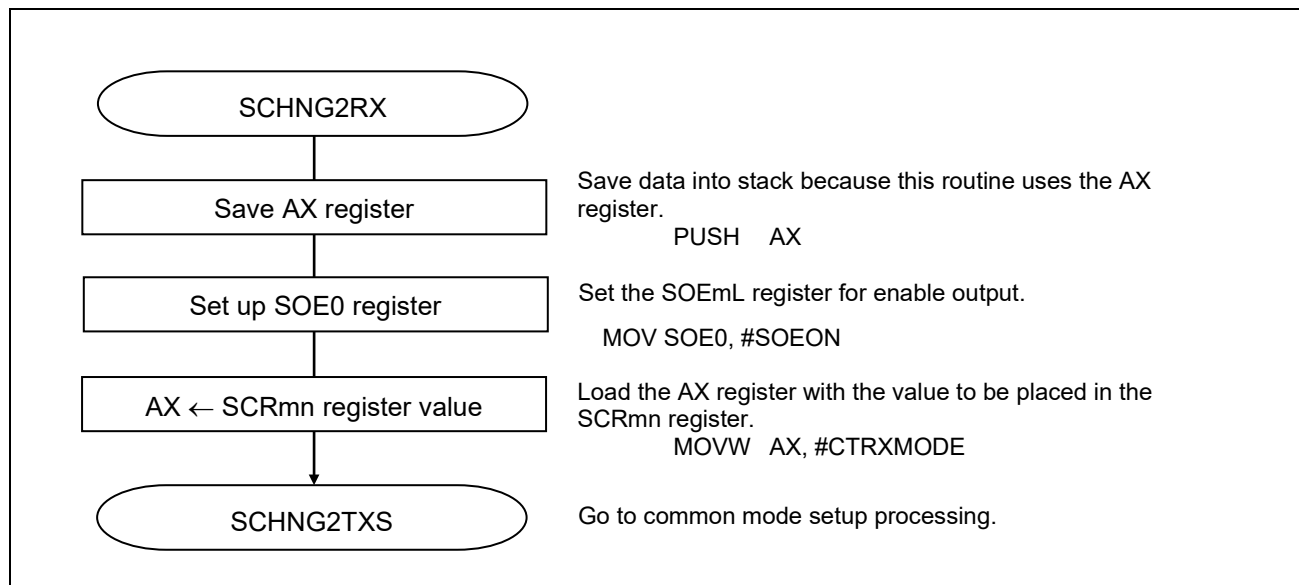 SCHNG2RX
Save AX register
Save data into stack because this routine uses the AX
register.
PUSH AX
Set up SOE0 register
Set the SOEmL register for enable output.
MOV SOE0, #SOEON
AX ← SCRmn register value
Load the AX register with the value to be placed in the
SCRmn register.
MOVW AX, #CTRXMODE
SCHNG2TXS
Go to common mode setup processing.